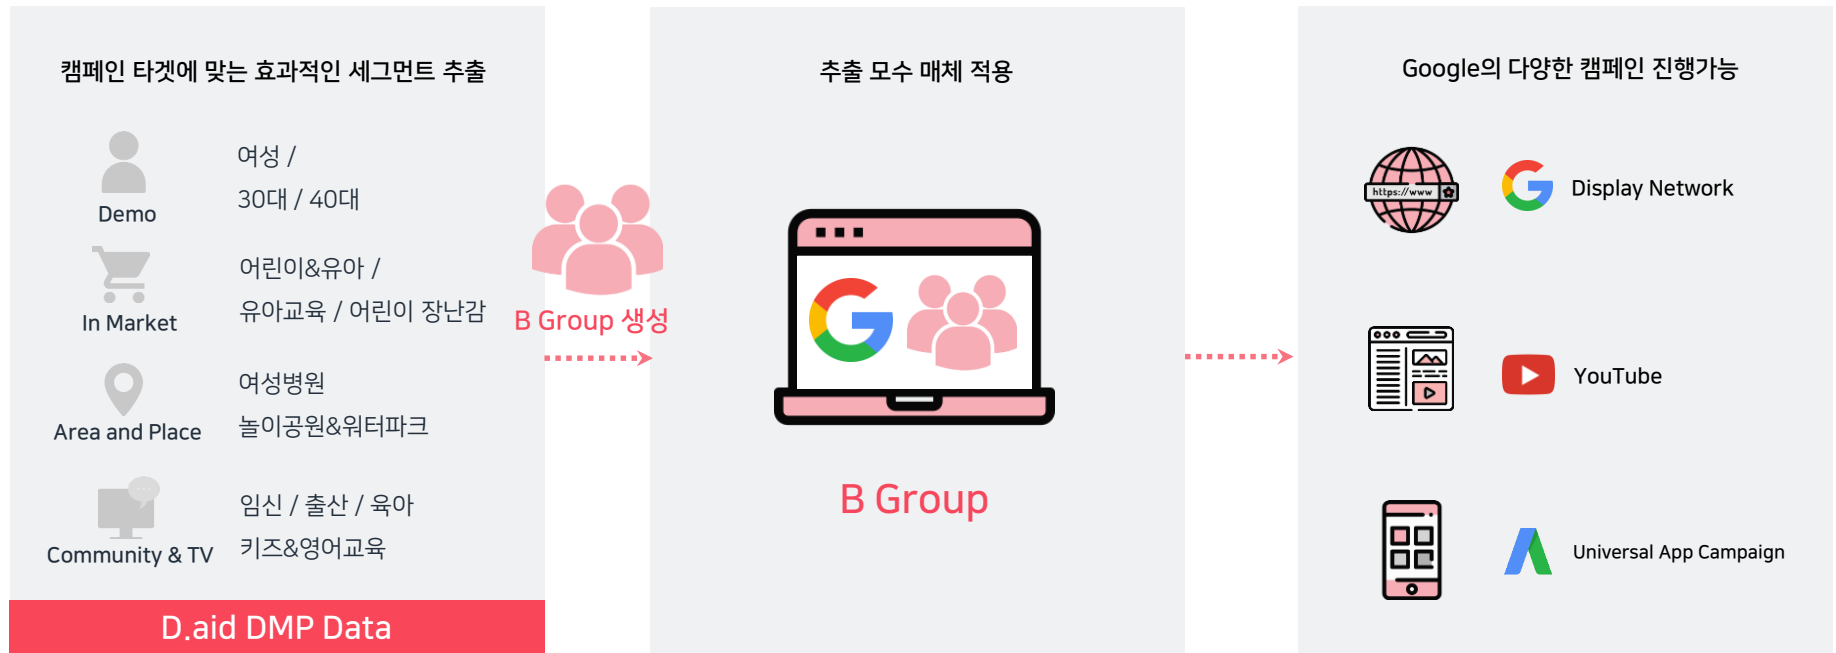 캠페인 타겟에 맞는 효과적인 세그먼트 추출
Demo
여성 /
30대 / 40대
In Market
어린이&유아 /
유아교육 / 어린이 장난감
Area and Place
여성병원
놀이공원&워터파크
Community & TV
임신 / 출산 / 육아
키즈&영어교육
D.aid DMP Data
B Group 생성
추출 모수 매체 적용
B Group
Google의 다양한 캠페인 진행가능
https://www
Display Network
YouTube
Universal App Campaign